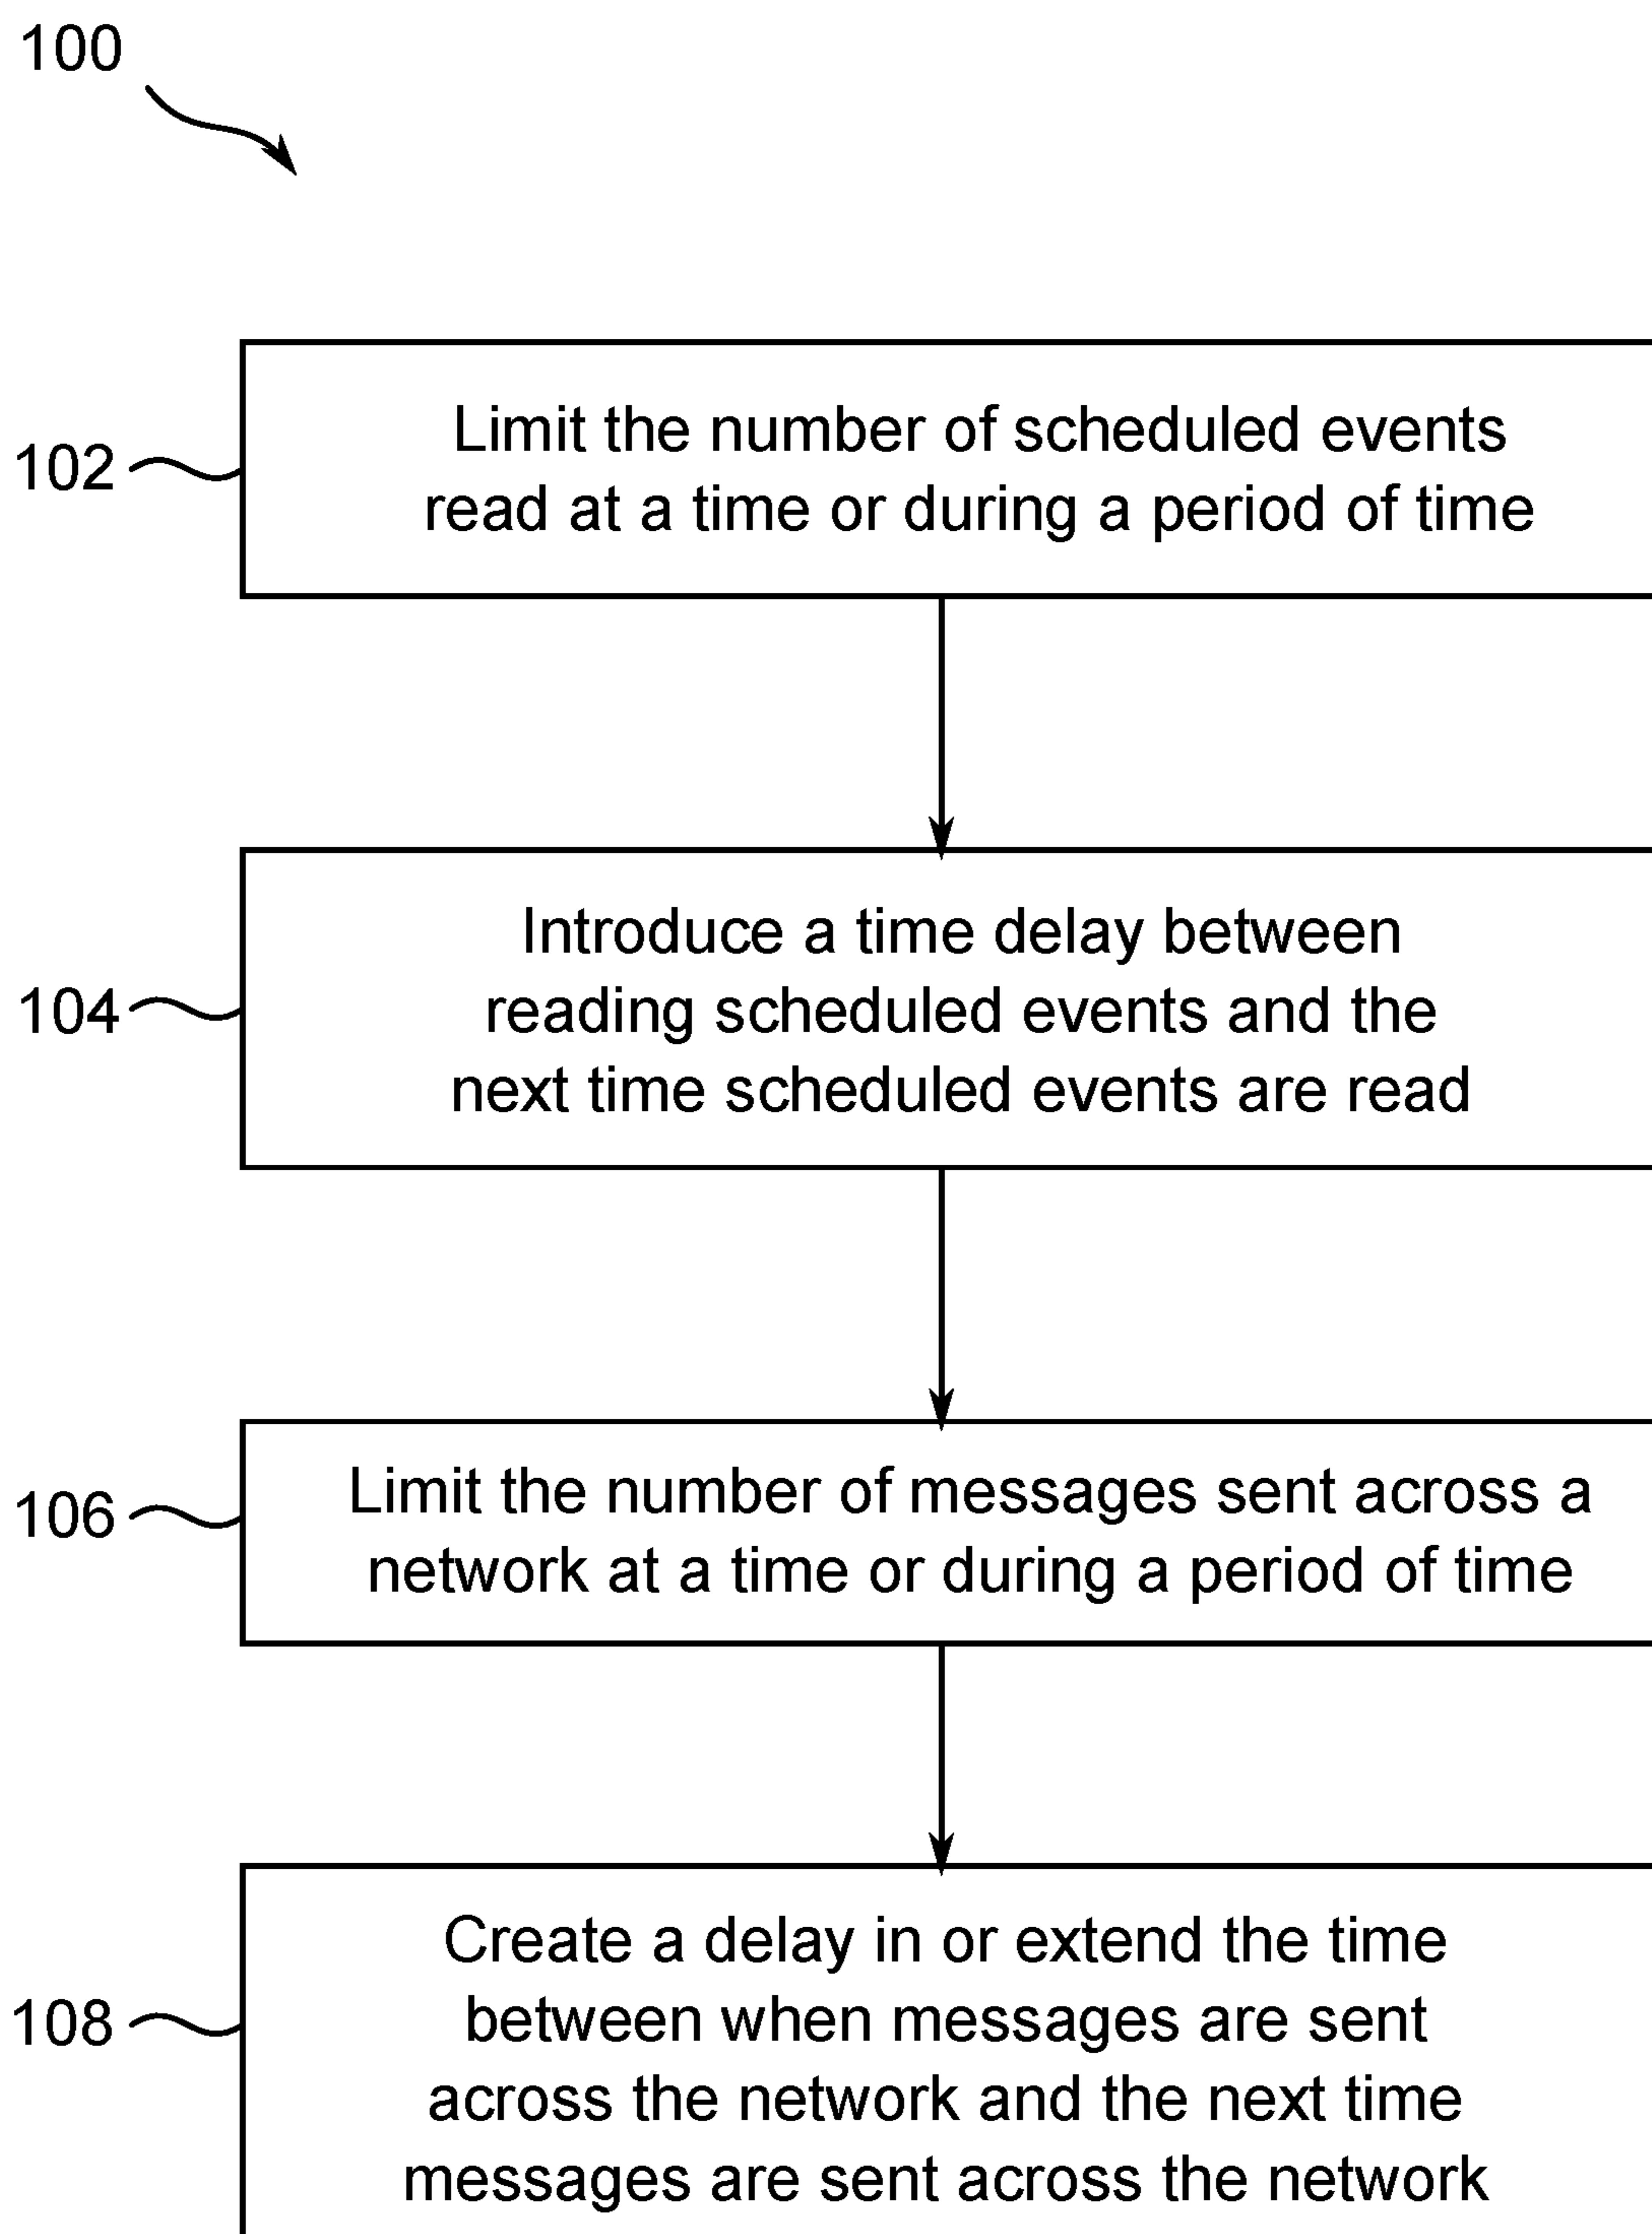 100
102
Limit the number of scheduled events
read at a time or during a period of time
104
Introduce a time delay between
reading scheduled events and the
next time scheduled events are read
106
Limit the number of messages sent across a
network at a time or during a period of time
108
Create a delay in or extend the time
between when messages are sent
across the network and the next time
messages are sent across the network